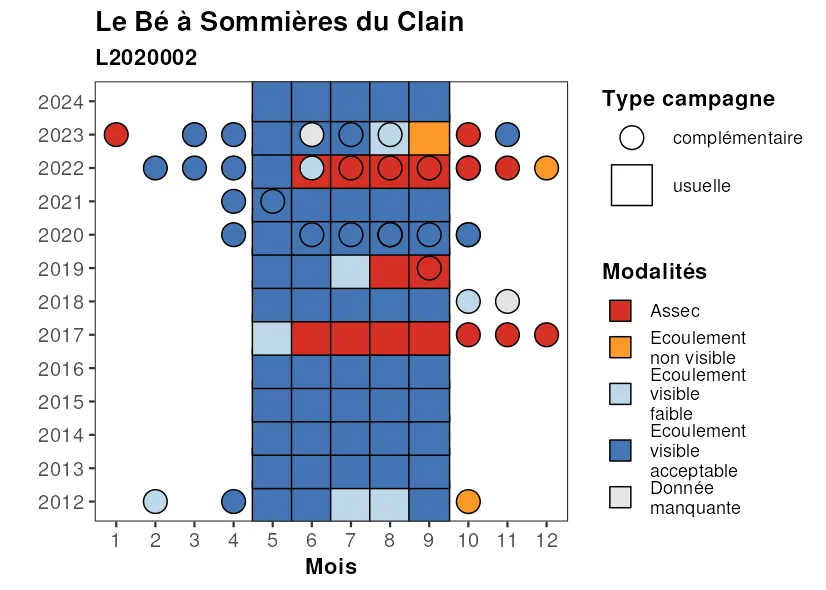 Le Bé à Sommières du Clain
L2020002
2024
2023
2022
2021
2020
2019
2018
2017
2016
2015
2014
2013
2012
1 2 3 4 5 6 7 8 9 10 11 12
Mois
Type campagne
complémentaire
usuelle
Modalités
Assec
Ecoulement
non visible
Ecoulement
visible
faible
Ecoulement
visible
acceptable
Donnée
manquante